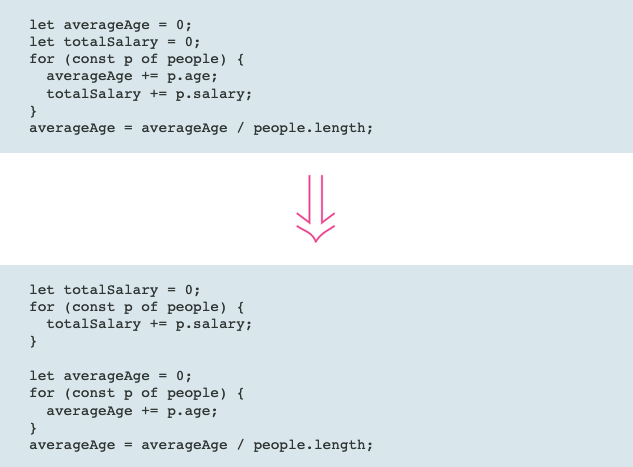 let averageAge = 0;
let totalSalary = 0;
for (const p of people) {
  averageAge += p.age;
  totalSalary += p.salary;
}
averageAge = averageAge / people.length;
let totalSalary = 0;
for (const p of people) {
  totalSalary += p.salary;
}

let averageAge = 0;
for (const p of people) {
  averageAge += p.age;
}
averageAge = averageAge / people.length;